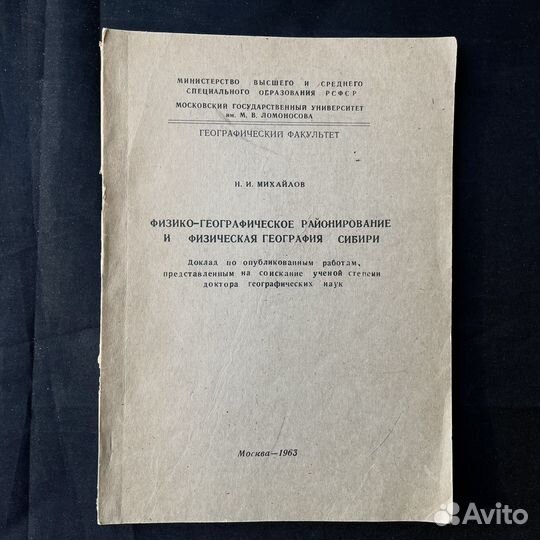 МИНИСТЕРСТВО ВЫСШЕГО И СРЕДНЕГО
СПЕЦИАЛЬНОГО ОБРАЗОВАНИЯ РСФСР
МОСКОВСКИЙ ГОСУДАРСТВЕННЫЙ УНИВЕРСИТЕТ
им. М. В. ЛОМОНОСОВА
ГЕОГРАФИЧЕСКИЙ ФАКУЛЬТЕТ
Н. И. МИХАЙЛОВ
ФИЗИКО-ГЕОГРАФИЧЕСКОЕ РАЙОНИРОВАНИЕ
И ФИЗИЧЕСКАЯ ГЕОГРАФИЯ СИБИРИ
Доклад по опубликованным работам,
представленным на соискание ученой степени
доктора географических наук
Москва—1963
Avito